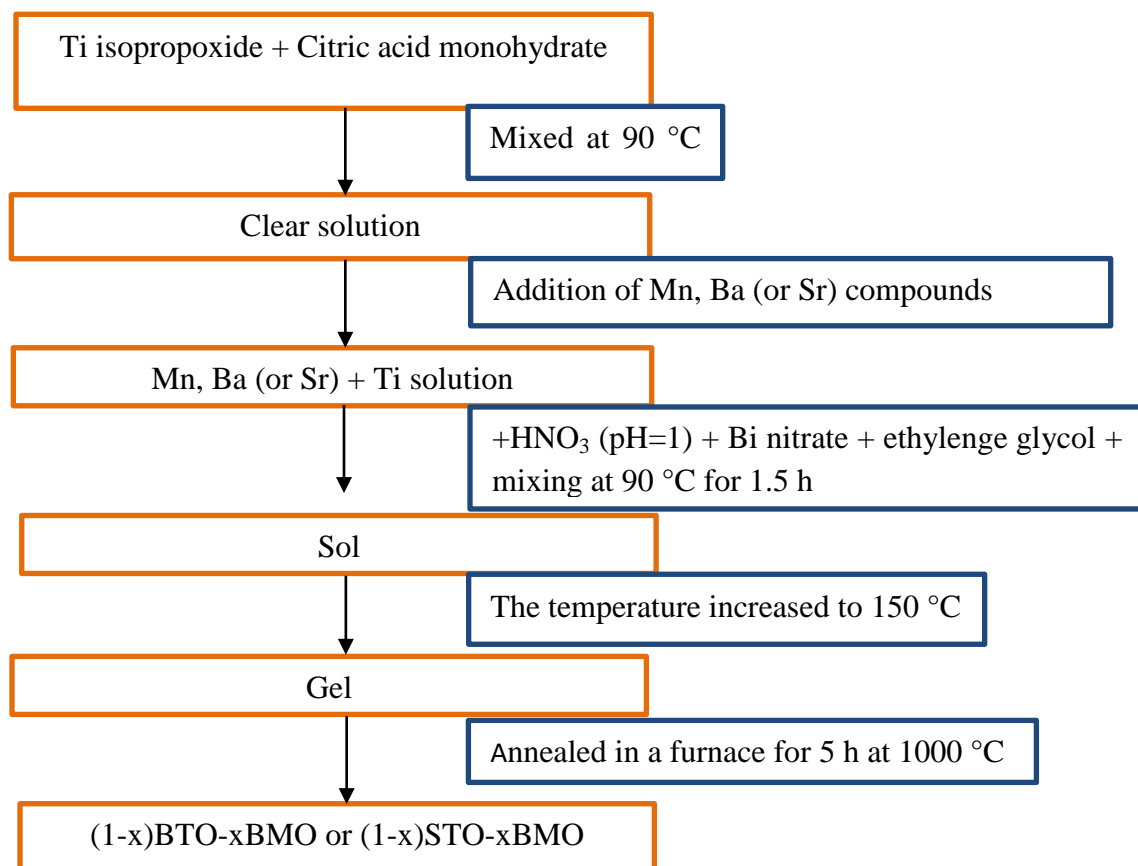 Ti isopropoxide + Citric acid monohydrate
Mixed at 90 °C
Clear solution
Addition of Mn, Ba (or Sr) compounds
Mn, Ba (or Sr) + Ti solution
+HNO₃ (pH=1) + Bi nitrate + ethylenge glycol +
mixing at 90 °C for 1.5 h
Sol
The temperature increased to 150 °C
Gel
Annealed in a furnace for 5 h at 1000 °C
(1-x)BTO-xBMO or (1-x)STO-xBMO